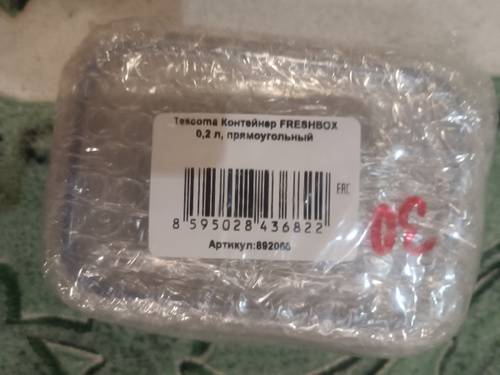 Tescoma Контейнер FRESHBOX
0,2 л, прямоугольный
EAC
8 595028 436822
Артикул:892060
30